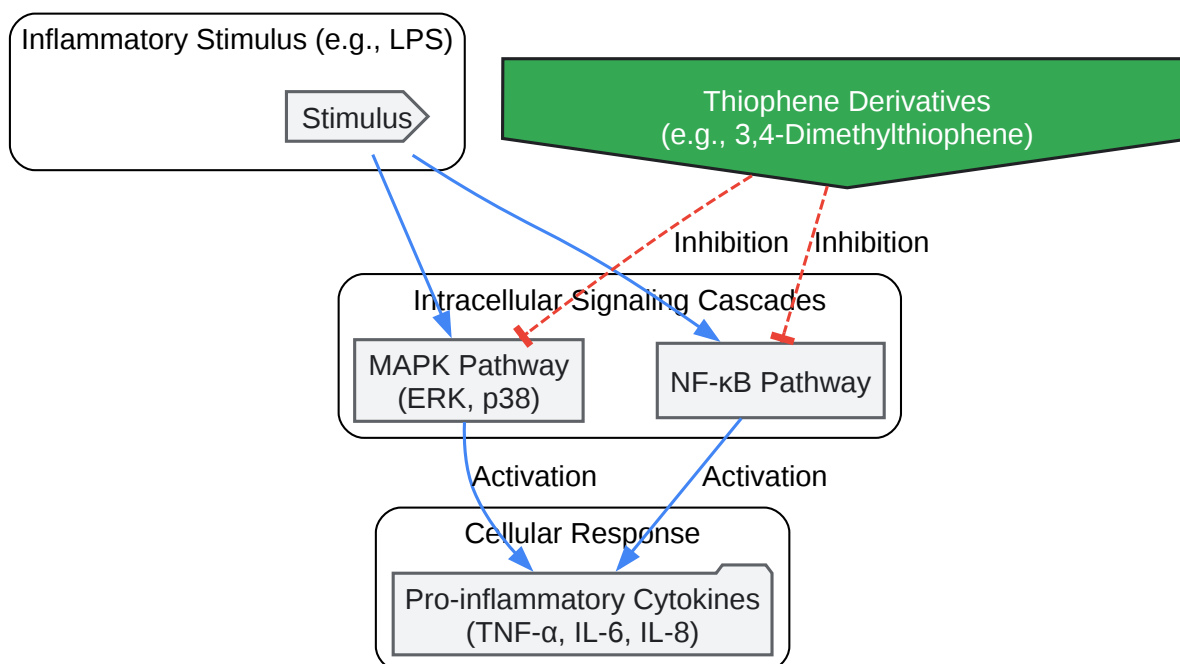 Inflammatory Stimulus (e.g., LPS)
Stimulus
Thiophene Derivatives
(e.g., 3,4-Dimethylthiophene)
Inhibition
Inhibition
Intracellular Signaling Cascades
MAPK Pathway
(ERK, p38)
NF-κB Pathway
Activation
Activation
Cellular Response
Pro-inflammatory Cytokines
(TNF-α, IL-6, IL-8)